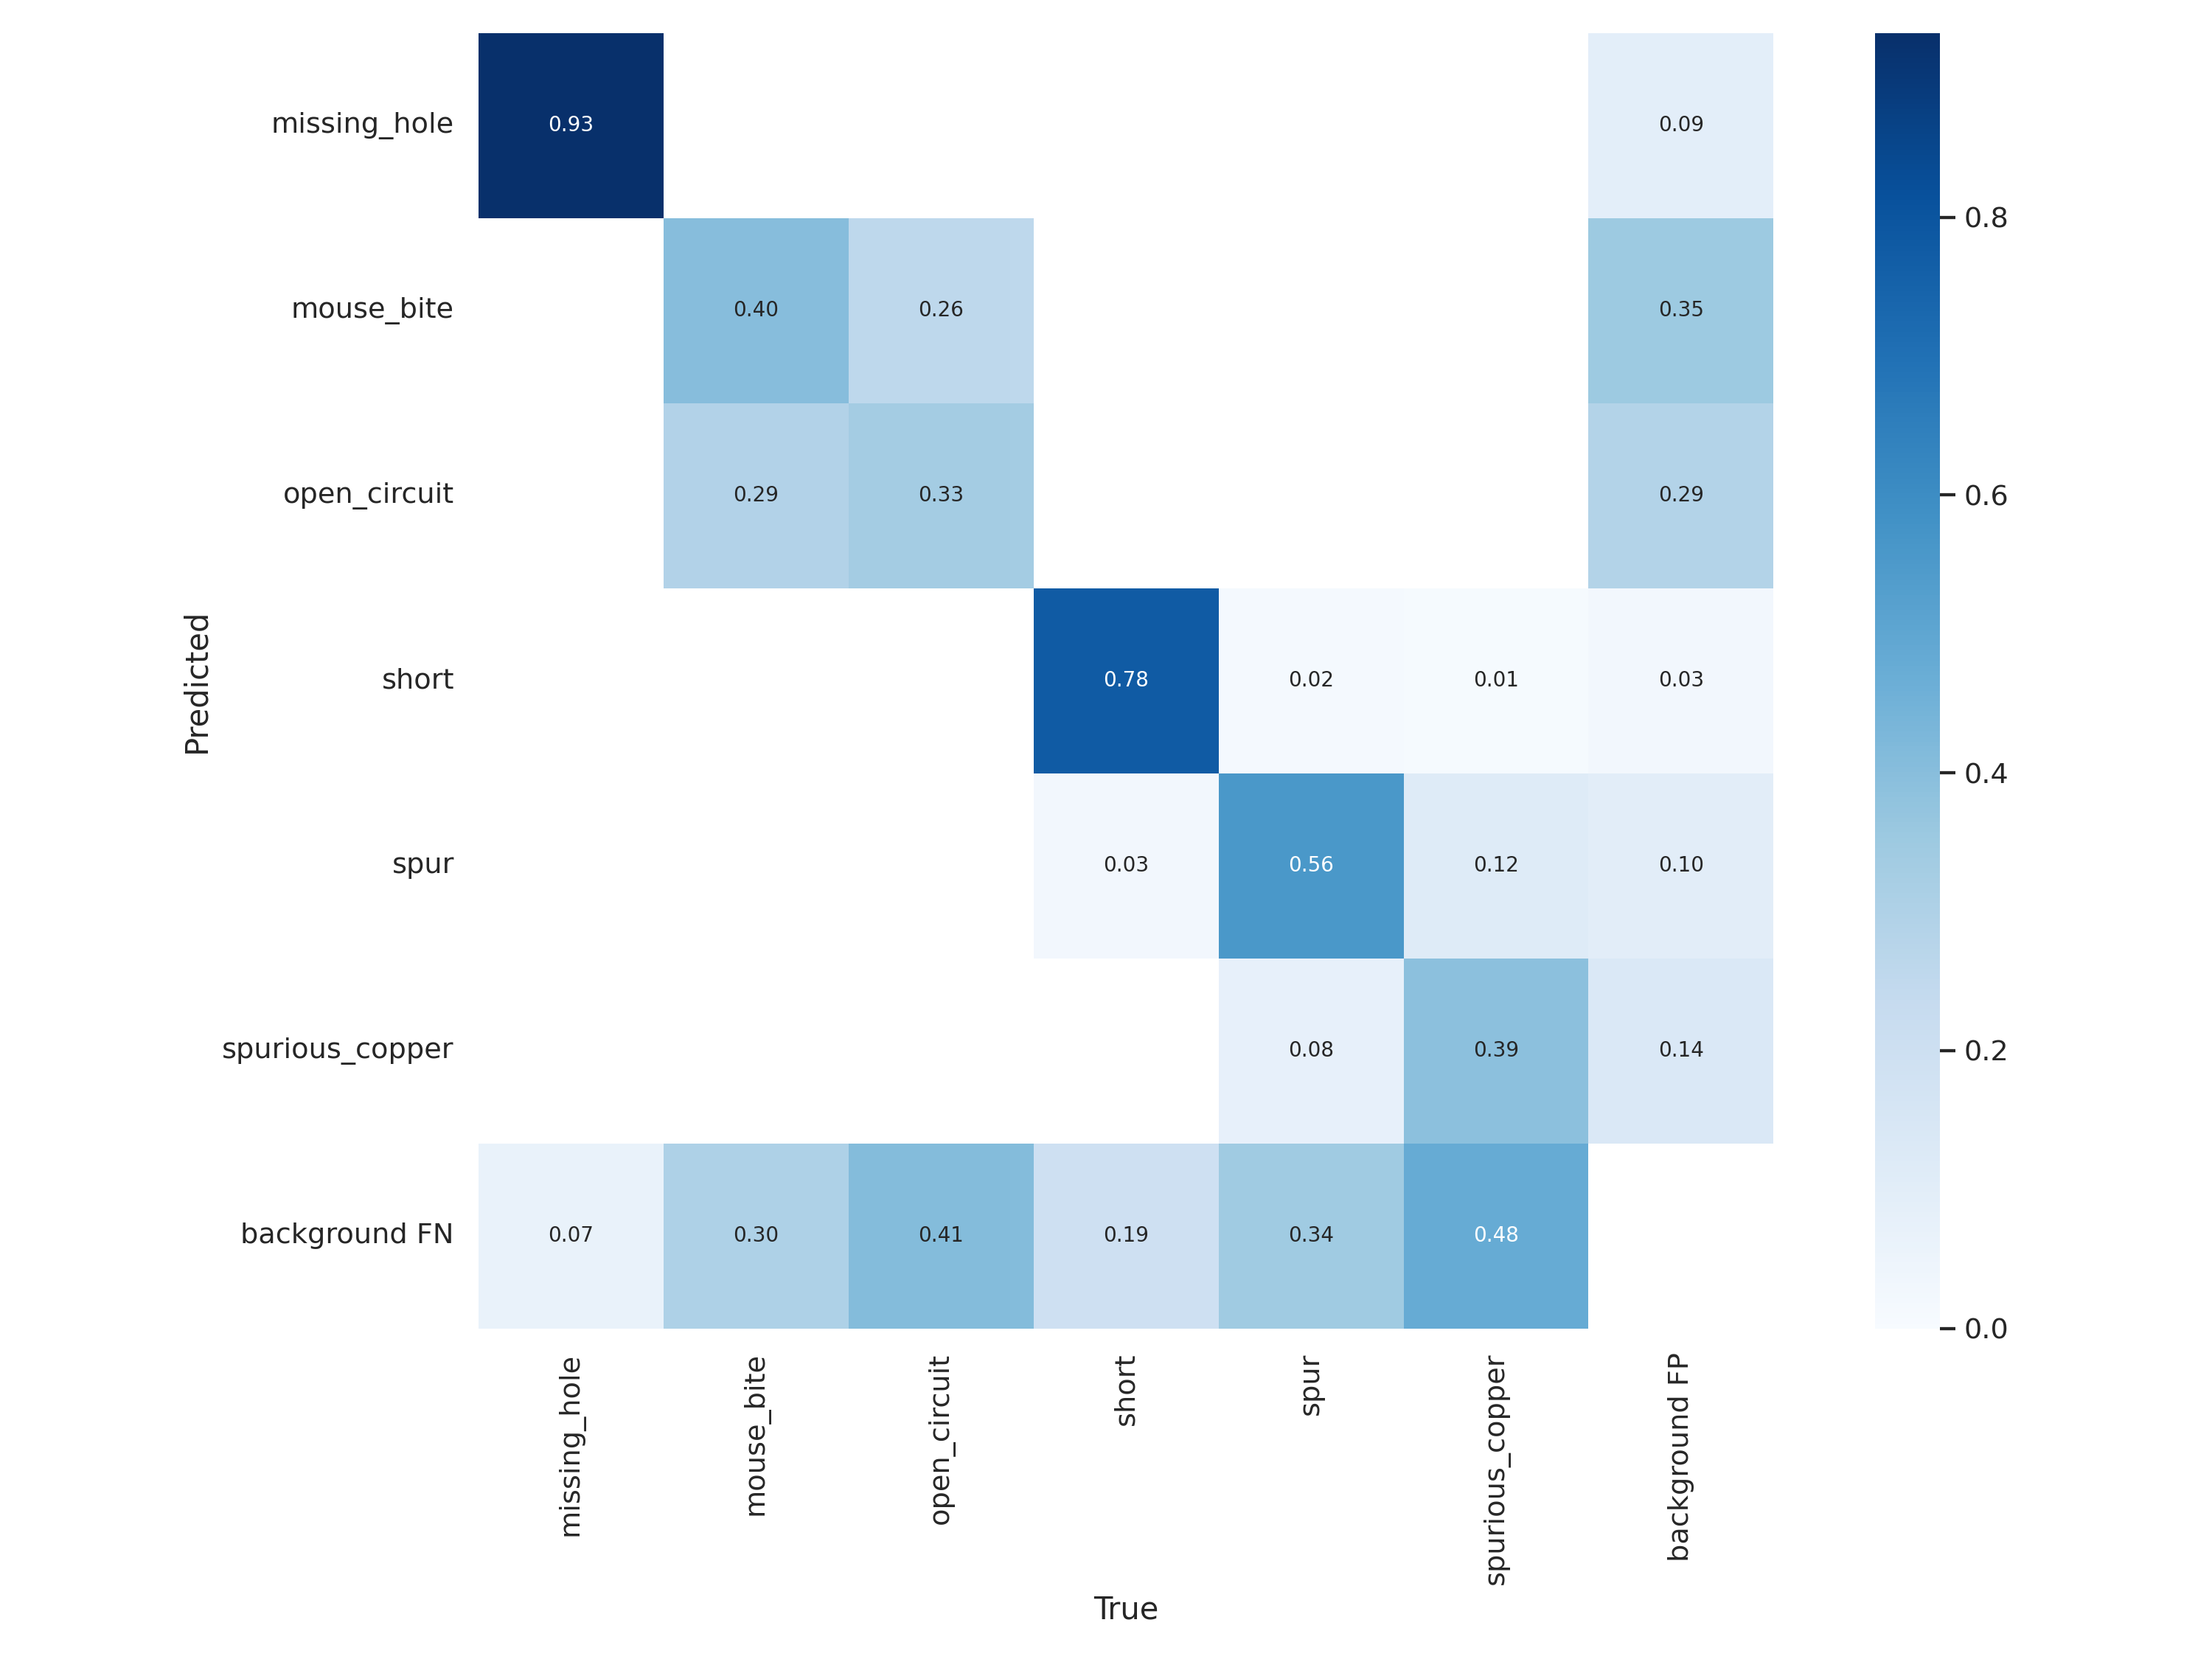 missing_hole 0.93 0.09
0.8
mouse_bite 0.40 0.26 0.35
open_circuit 0.29 0.33 0.29
0.6
Predicted
short 0.78 0.02 0.01 0.03
0.4
spur 0.03 0.56 0.12 0.10
spurious_copper 0.08 0.39 0.14
0.2
background FN 0.07 0.30 0.41 0.19 0.34 0.48
0.0
missing_hole
mouse_bite
open_circuit
short
spur
spurious_copper
background FP
True